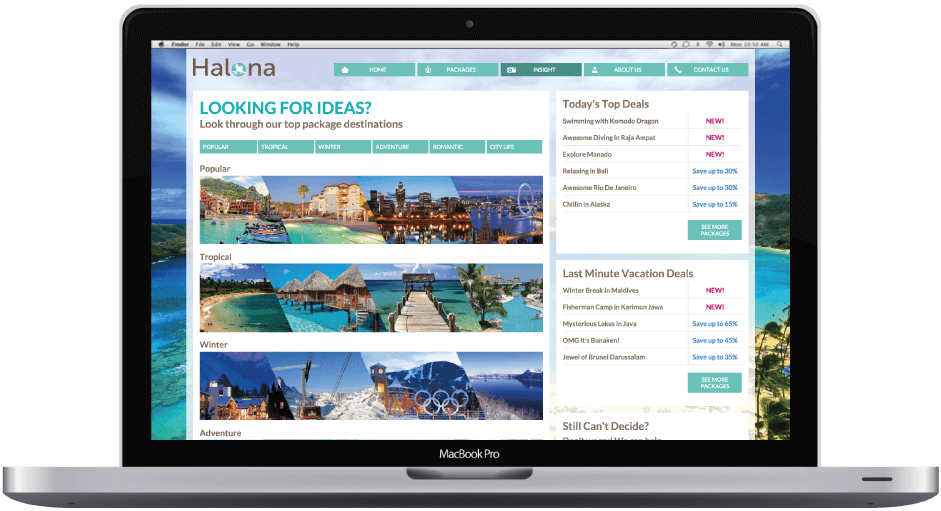 Finder File Edit View Go Window Help
Mon 10:50 AM
Halona
HOME
PACKAGES
INSIGHT
ABOUT US
CONTACT US
LOOKING FOR IDEAS?
Look through our top package destinations
POPULAR
TROPICAL
WINTER
ADVENTURE
ROMANTIC
CITY LIFE
Popular
Tropical
Winter
Adventure
Today's Top Deals
Swimming with Komodo Dragon NEW!
Awesome Diving in Raja Ampat NEW!
Explore Manado NEW!
Relaxing in Bali Save up to 30%
Awesome Rio De Janeiro Save up to 30%
Chillin in Alaska Save up to 15%
SEE MORE
PACKAGES
Last Minute Vacation Deals
Winter Break in Maldives NEW!
Fisherman Camp in Karimun Jawa NEW!
Mysterious Lakes in Java Save up to 65%
OMG It's Bunaken! Save up to 45%
Jewel of Brunei Darussalam Save up to 35%
SEE MORE
PACKAGES
Still Can't Decide?
Don't worry! We can help
MacBook Pro